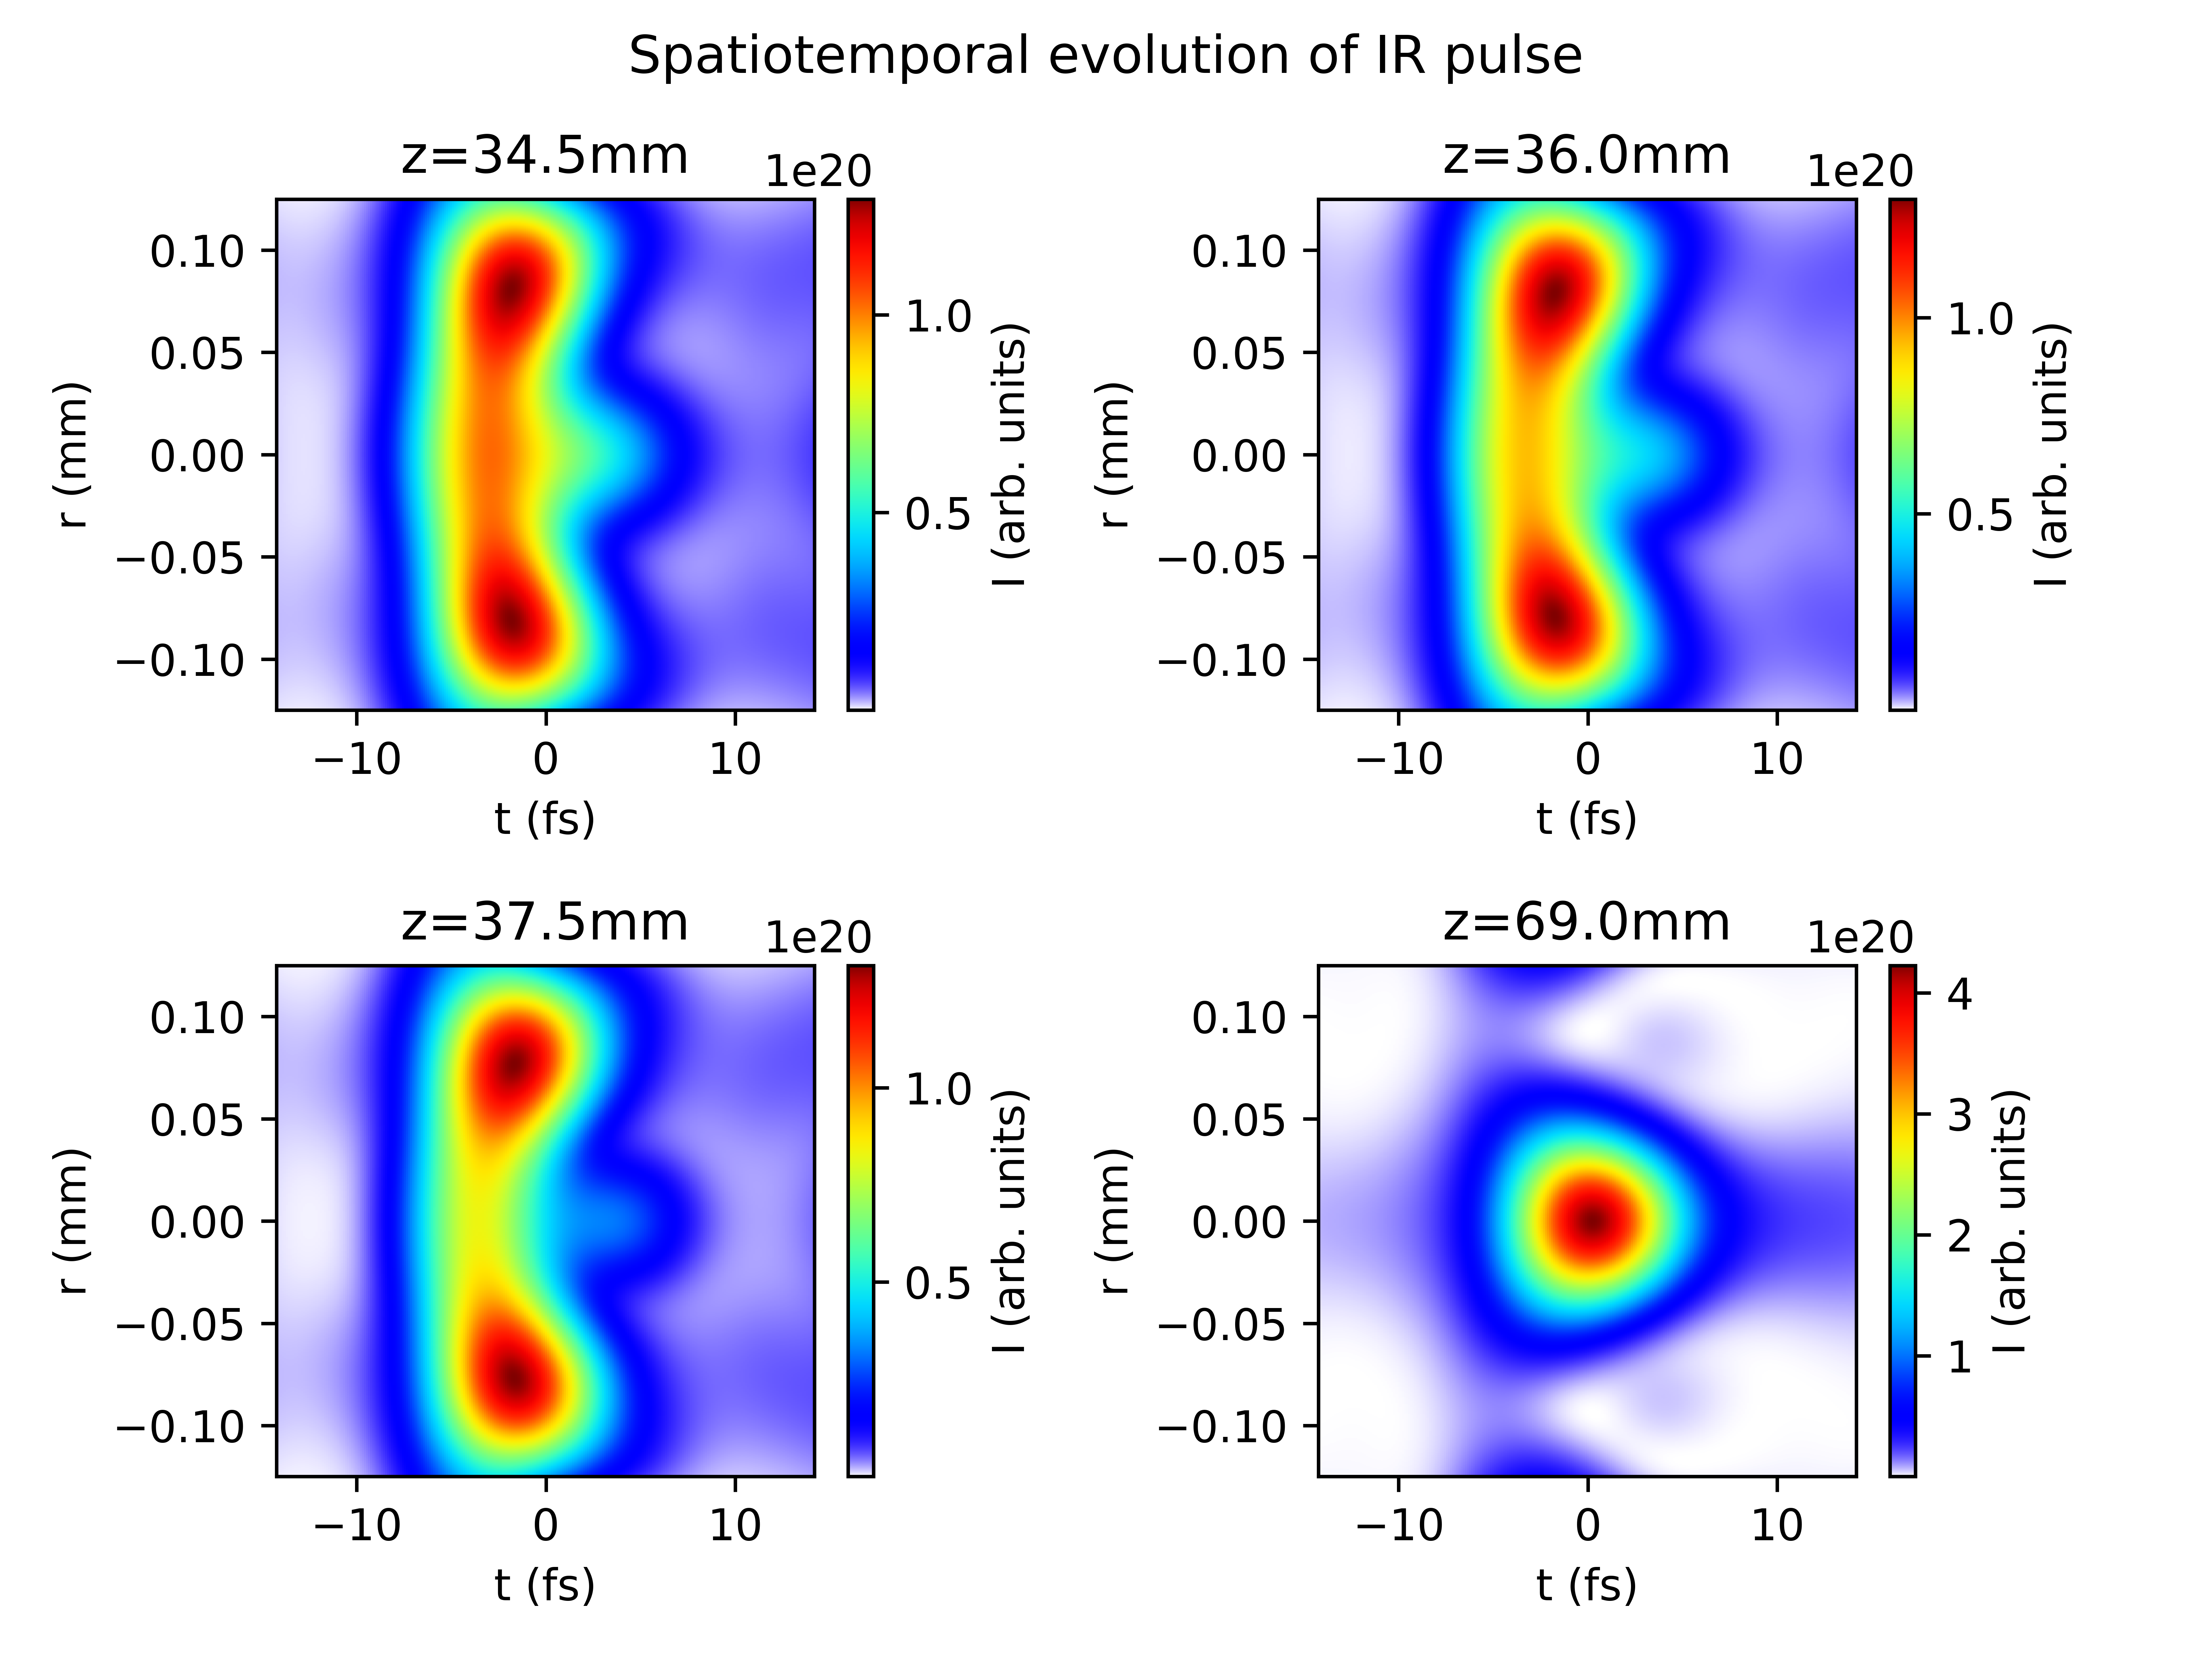 Spatiotemporal evolution of IR pulse
z=34.5mm
1e20
0.10
0.05
0.00
−0.05
−0.10
r (mm)
−10 0 10
t (fs)
1.0
0.5
I (arb. units)
z=36.0mm
1e20
0.10
0.05
0.00
−0.05
−0.10
r (mm)
−10 0 10
t (fs)
1.0
0.5
I (arb. units)
z=37.5mm
1e20
0.10
0.05
0.00
−0.05
−0.10
r (mm)
−10 0 10
t (fs)
1.0
0.5
I (arb. units)
z=69.0mm
1e20
0.10
0.05
0.00
−0.05
−0.10
r (mm)
−10 0 10
t (fs)
4
3
2
1
I (arb. units)